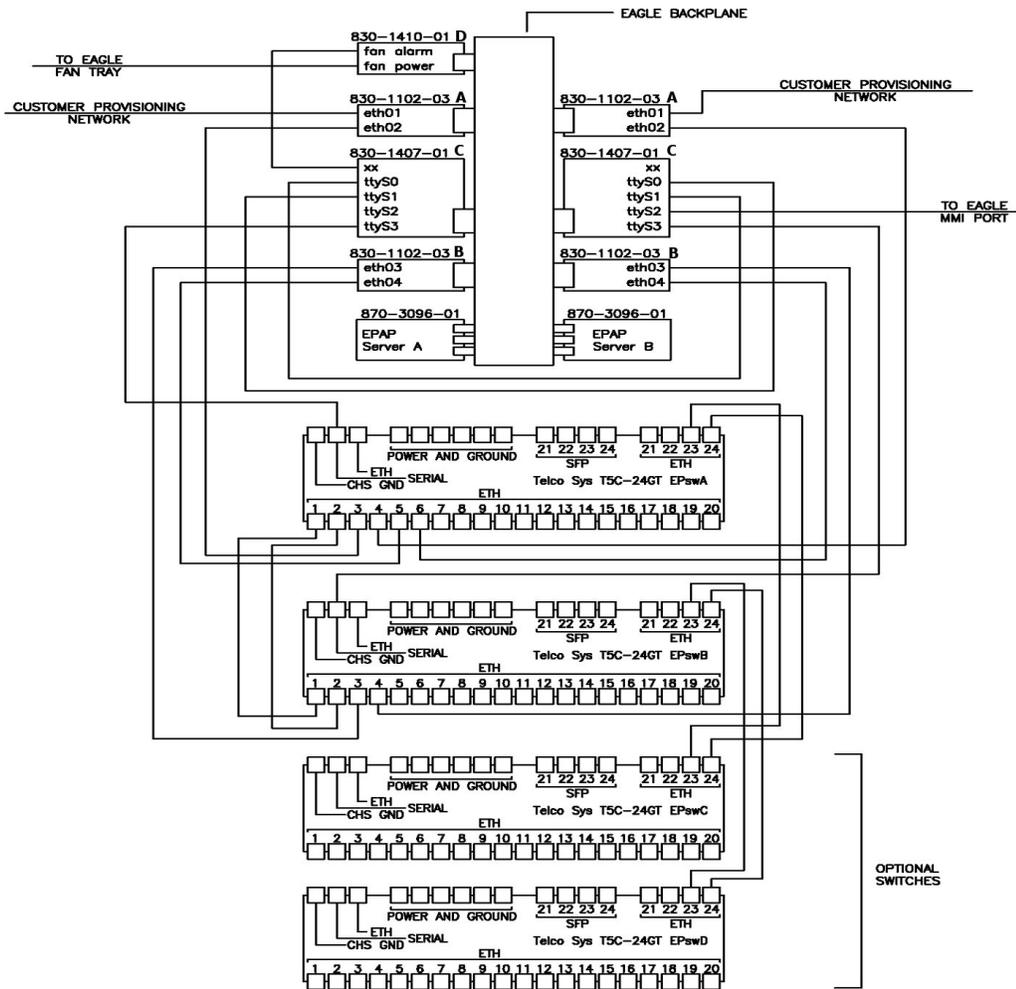 EAGLE BACKPLANE
830-1410-01 D
fan alarm
fan power
TO EAGLE
FAN TRAY
CUSTOMER PROVISIONING
NETWORK
830-1102-03 A
eth01
eth02
830-1102-03 A
eth01
eth02
CUSTOMER PROVISIONING
NETWORK
830-1407-01 C
xx
ttyS0
ttyS1
ttyS2
ttyS3
830-1407-01 C
xx
ttyS0
ttyS1
ttyS2
ttyS3
TO EAGLE
MMI PORT
830-1102-03 B
eth03
eth04
830-1102-03 B
eth03
eth04
870-3096-01
EPAP
Server A
870-3096-01
EPAP
Server B
POWER AND GROUND
21 22 23 24
SFP
21 22 23 24
ETH
ETH
SERIAL
CHS GND
Telco Sys T5C-24GT EPswA
ETH
1 2 3 4 5 6 7 8 9 10 11 12 13 14 15 16 17 18 19 20
POWER AND GROUND
21 22 23 24
SFP
21 22 23 24
ETH
ETH
SERIAL
CHS GND
Telco Sys T5C-24GT EPswB
ETH
1 2 3 4 5 6 7 8 9 10 11 12 13 14 15 16 17 18 19 20
POWER AND GROUND
21 22 23 24
SFP
21 22 23 24
ETH
ETH
SERIAL
CHS GND
Telco Sys T5C-24GT EPswC
ETH
1 2 3 4 5 6 7 8 9 10 11 12 13 14 15 16 17 18 19 20
OPTIONAL
SWITCHES
POWER AND GROUND
21 22 23 24
SFP
21 22 23 24
ETH
ETH
SERIAL
CHS GND
Telco Sys T5C-24GT EPswD
ETH
1 2 3 4 5 6 7 8 9 10 11 12 13 14 15 16 17 18 19 20